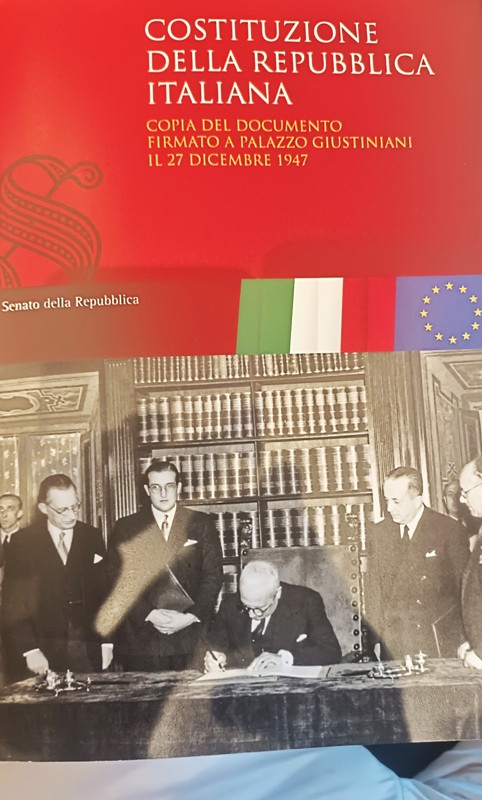 COSTITUZIONE
DELLA REPUBBLICA
ITALIANA
COPIA DEL DOCUMENTO
FIRMATO A PALAZZO GIUSTINIANI
IL 27 DICEMBRE 1947
Senato della Repubblica